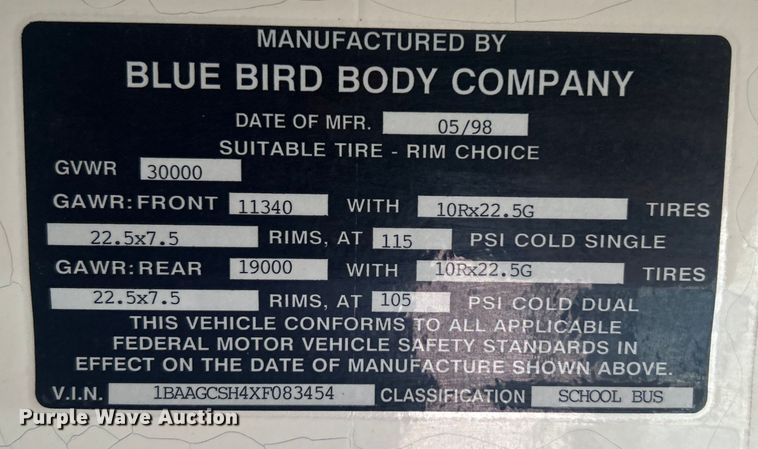 MANUFACTURED BY
BLUE BIRD BODY COMPANY
DATE OF MFR. 05/98
SUITABLE TIRE - RIM CHOICE
GVWR 30000
GAWR: FRONT 11340 WITH 10Rx22.5G TIRES
22.5x7.5 RIMS, AT 115 PSI COLD SINGLE
GAWR: REAR 19000 WITH 10Rx22.5G TIRES
22.5x7.5 RIMS, AT 105 PSI COLD DUAL
THIS VEHICLE CONFORMS TO ALL APPLICABLE
FEDERAL MOTOR VEHICLE SAFETY STANDARDS IN
EFFECT ON THE DATE OF MANUFACTURE SHOWN ABOVE.
V.I.N. 1BAAGCSH4XF083454 CLASSIFICATION SCHOOL BUS
Purple Wave Auction